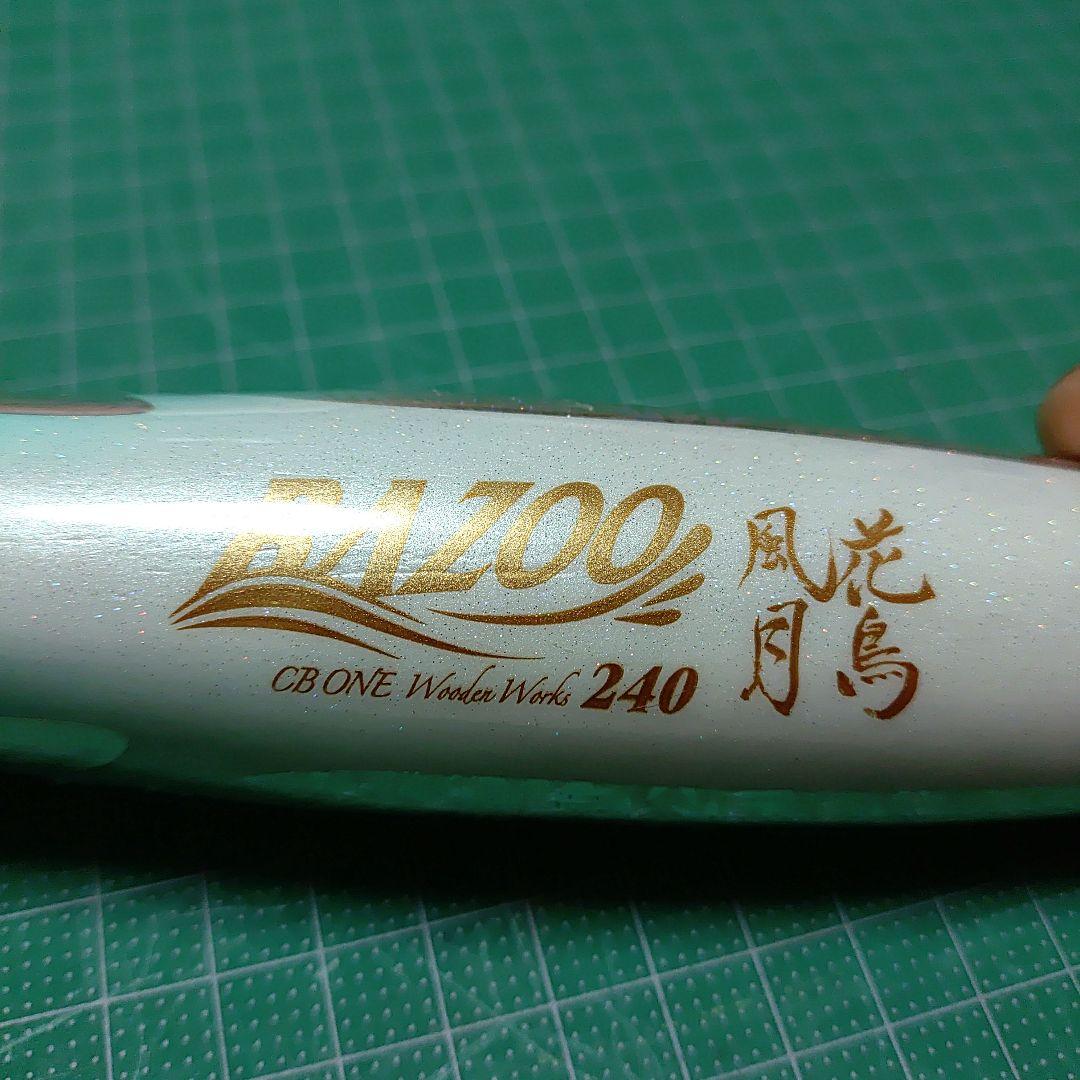 BAZOO
CB ONE Wooden Works 240
花鳥
風月